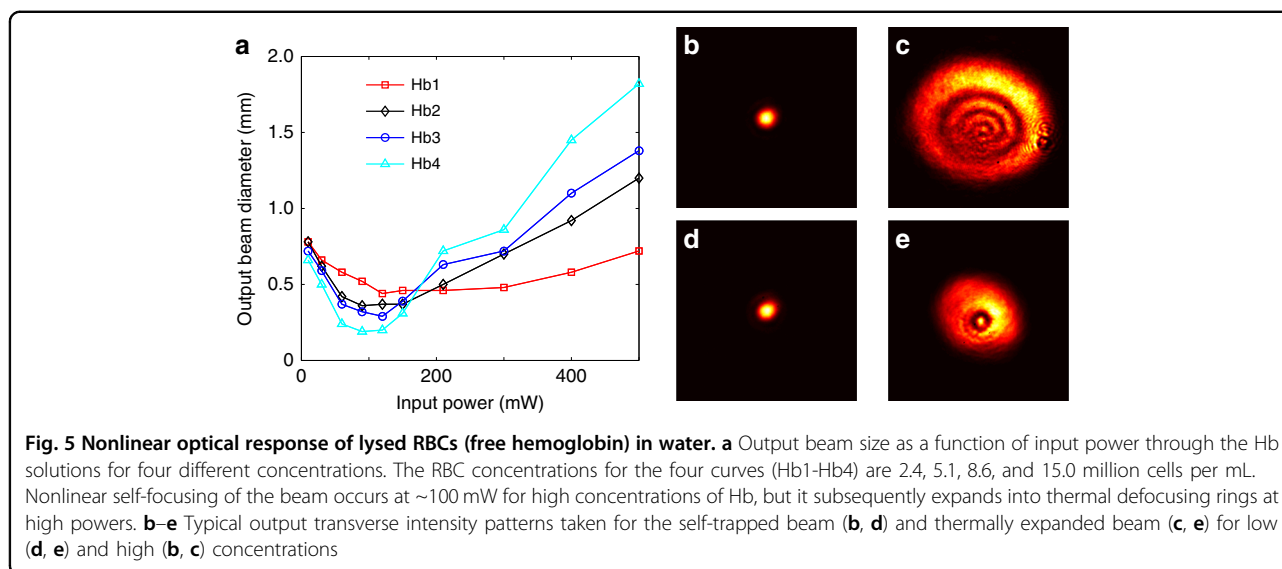 a
2.0
1.5
1.0
0.5
0
Output beam diameter (mm)
Hb1
Hb2
Hb3
Hb4
0
200
400
Input power (mW)
b
c
d
e
Fig. 5 Nonlinear optical response of lysed RBCs (free hemoglobin) in water. a Output beam size as a function of input power through the Hb
solutions for four different concentrations. The RBC concentrations for the four curves (Hb1-Hb4) are 2.4, 5.1, 8.6, and 15.0 million cells per mL.
Nonlinear self-focusing of the beam occurs at ~100 mW for high concentrations of Hb, but it subsequently expands into thermal defocusing rings at
high powers. b–e Typical output transverse intensity patterns taken for the self-trapped beam (b, d) and thermally expanded beam (c, e) for low
(d, e) and high (b, c) concentrations